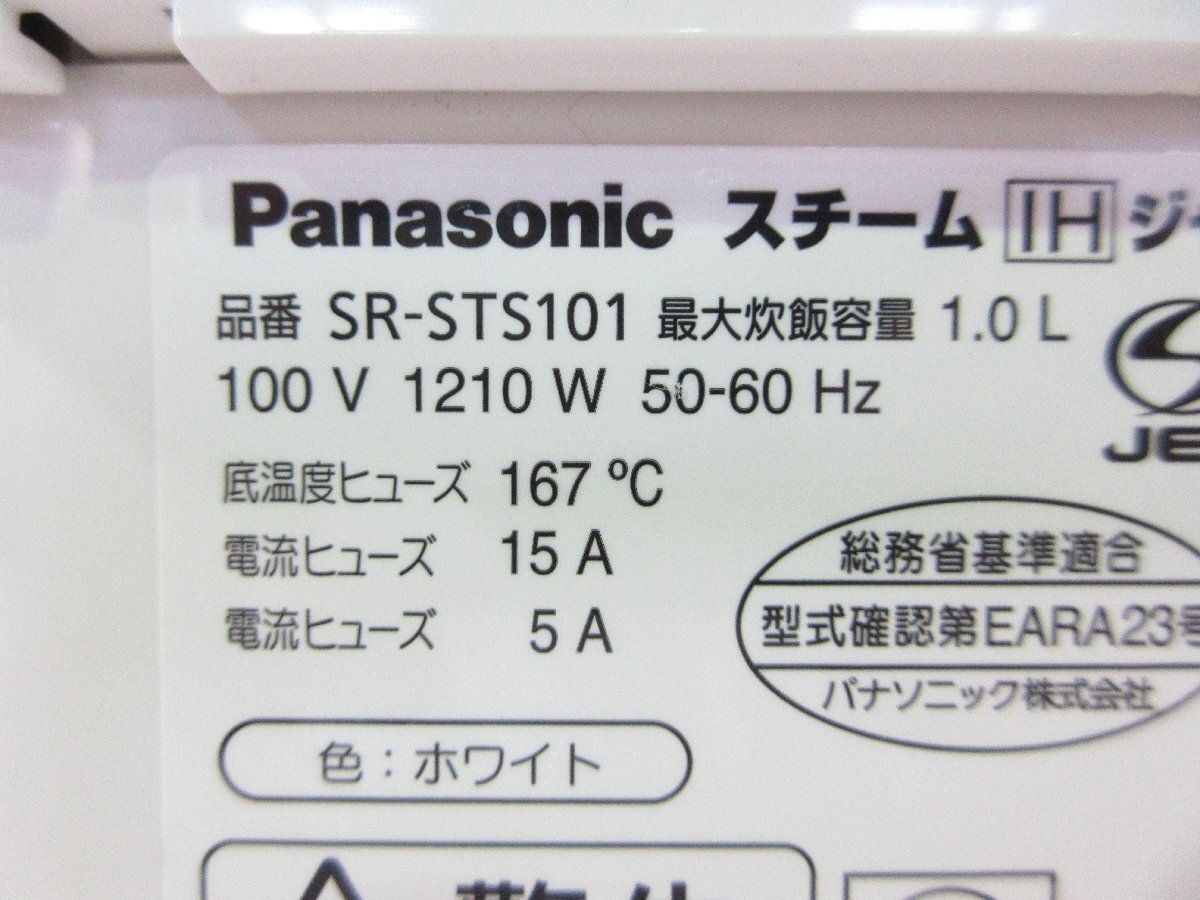 Panasonic スチーム IH ジ
品番 SR-STS101 最大炊飯容量 1.0 L
100 V 1210 W 50-60 Hz
JE
底温度ヒューズ 167 ºC
電流ヒューズ 15 A
電流ヒューズ 5 A
総務省基準適合
型式確認第EARA23号
パナソニック株式会社
色：ホワイト